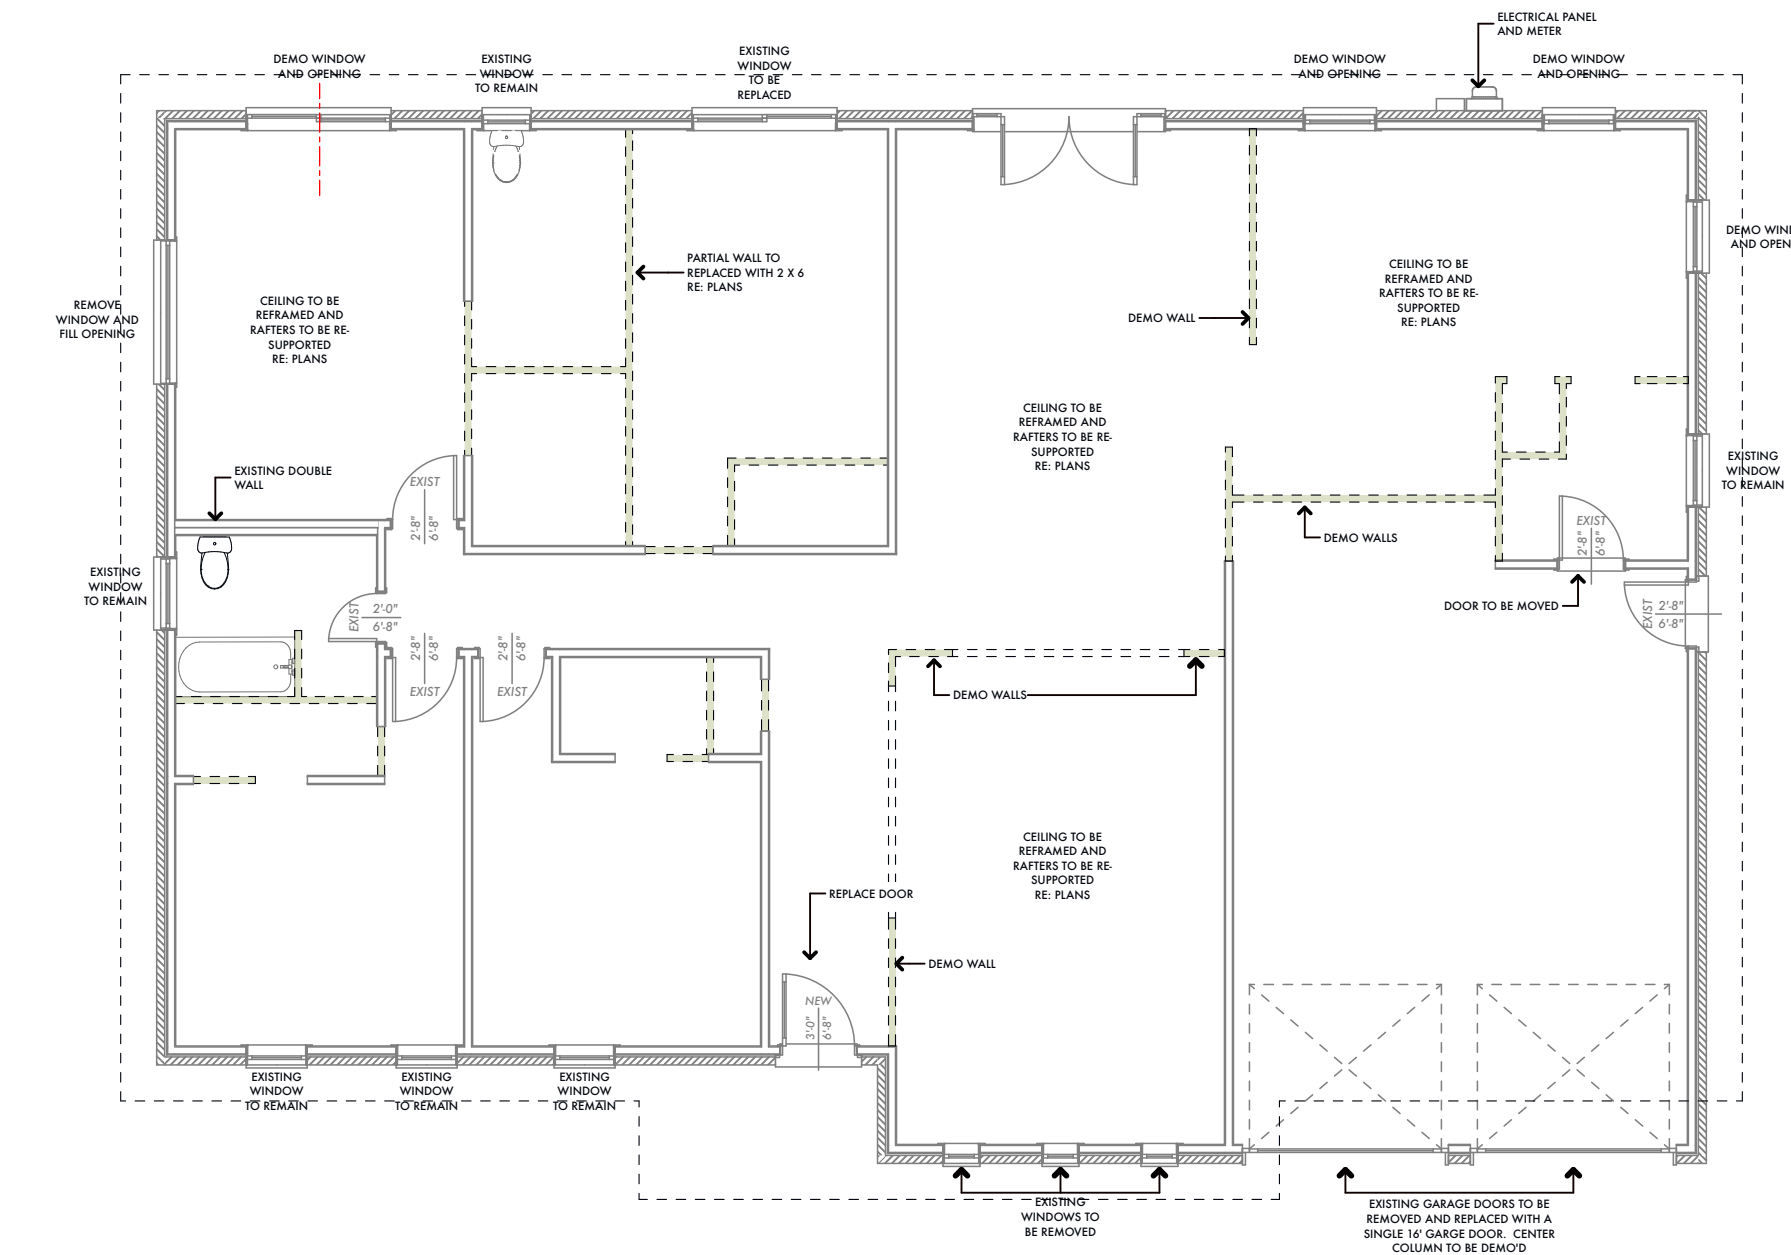 ELECTRICAL PANEL
AND METER
DEMO WINDOW
AND OPENING
EXISTING
WINDOW
TO REMAIN
EXISTING
WINDOW
TO BE
REPLACED
DEMO WINDOW
AND OPENING
DEMO WINDOW
AND OPENING
DEMO WIN
AND OPEN
PARTIAL WALL TO
REPLACED WITH 2 X 6
RE: PLANS
CEILING TO BE
REFRAMED AND
RAFTERS TO BE RE-
SUPPORTED
RE: PLANS
REMOVE
WINDOW AND
FILL OPENING
CEILING TO BE
REFRAMED AND
RAFTERS TO BE RE-
SUPPORTED
RE: PLANS
DEMO WALL
CEILING TO BE
REFRAMED AND
RAFTERS TO BE RE-
SUPPORTED
RE: PLANS
EXISTING DOUBLE
WALL
EXIST
2'-8"
6'-8"
EXISTING
WINDOW
TO REMAIN
DEMO WALLS
EXIST
2'-8"
6'-8"
EXISTING
WINDOW
TO REMAIN
EXIST
2'-0"
6'-8"
DOOR TO BE MOVED
EXIST
2'-8"
6'-8"
2'-8"
6'-8"
EXIST
2'-8"
6'-8"
EXIST
DEMO WALLS
CEILING TO BE
REFRAMED AND
RAFTERS TO BE RE-
SUPPORTED
RE: PLANS
REPLACE DOOR
DEMO WALL
NEW
3'-0"
6'-8"
EXISTING
WINDOW
TO REMAIN
EXISTING
WINDOW
TO REMAIN
EXISTING
WINDOW
TO REMAIN
EXISTING
WINDOWS TO
BE REMOVED
EXISTING GARAGE DOORS TO BE
REMOVED AND REPLACED WITH A
SINGLE 16' GARGE DOOR. CENTER
COLUMN TO BE DEMO'D